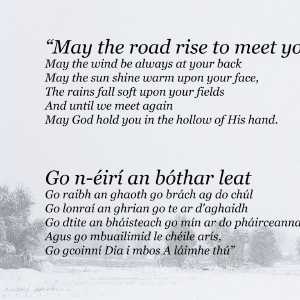 “May the road rise to meet yo
May the wind be always at your back
May the sun shine warm upon your face,
The rains fall soft upon your fields
And until we meet again
May God hold you in the hollow of His hand.
Go n-éirí an bóthar leat
Go raibh an ghaoth go brách ag do chúl
Go lonraí an ghrian go te ar d'aghaidh
Go dtite an bháisteach go mín ar do pháirceanna
Agus go mbuailimid le chéile arís,
Go gcoinní Dia i mbos A láimhe thú”